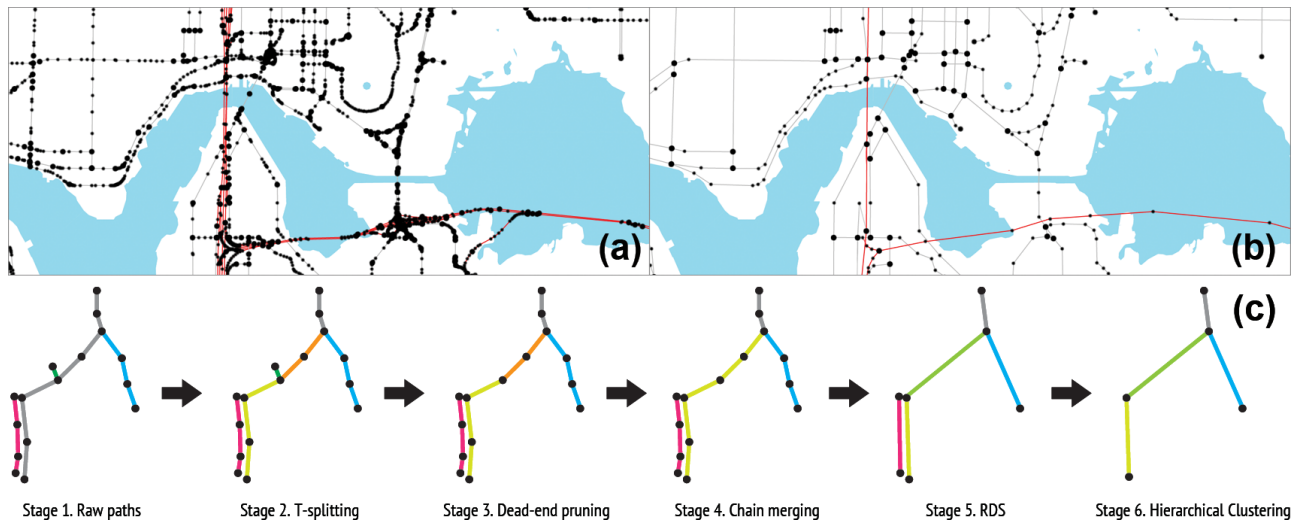 (a)
(b)
(c)
Stage 1. Raw paths
Stage 2. T-splitting
Stage 3. Dead-end pruning
Stage 4. Chain merging
Stage 5. RDS
Stage 6. Hierarchical Clustering